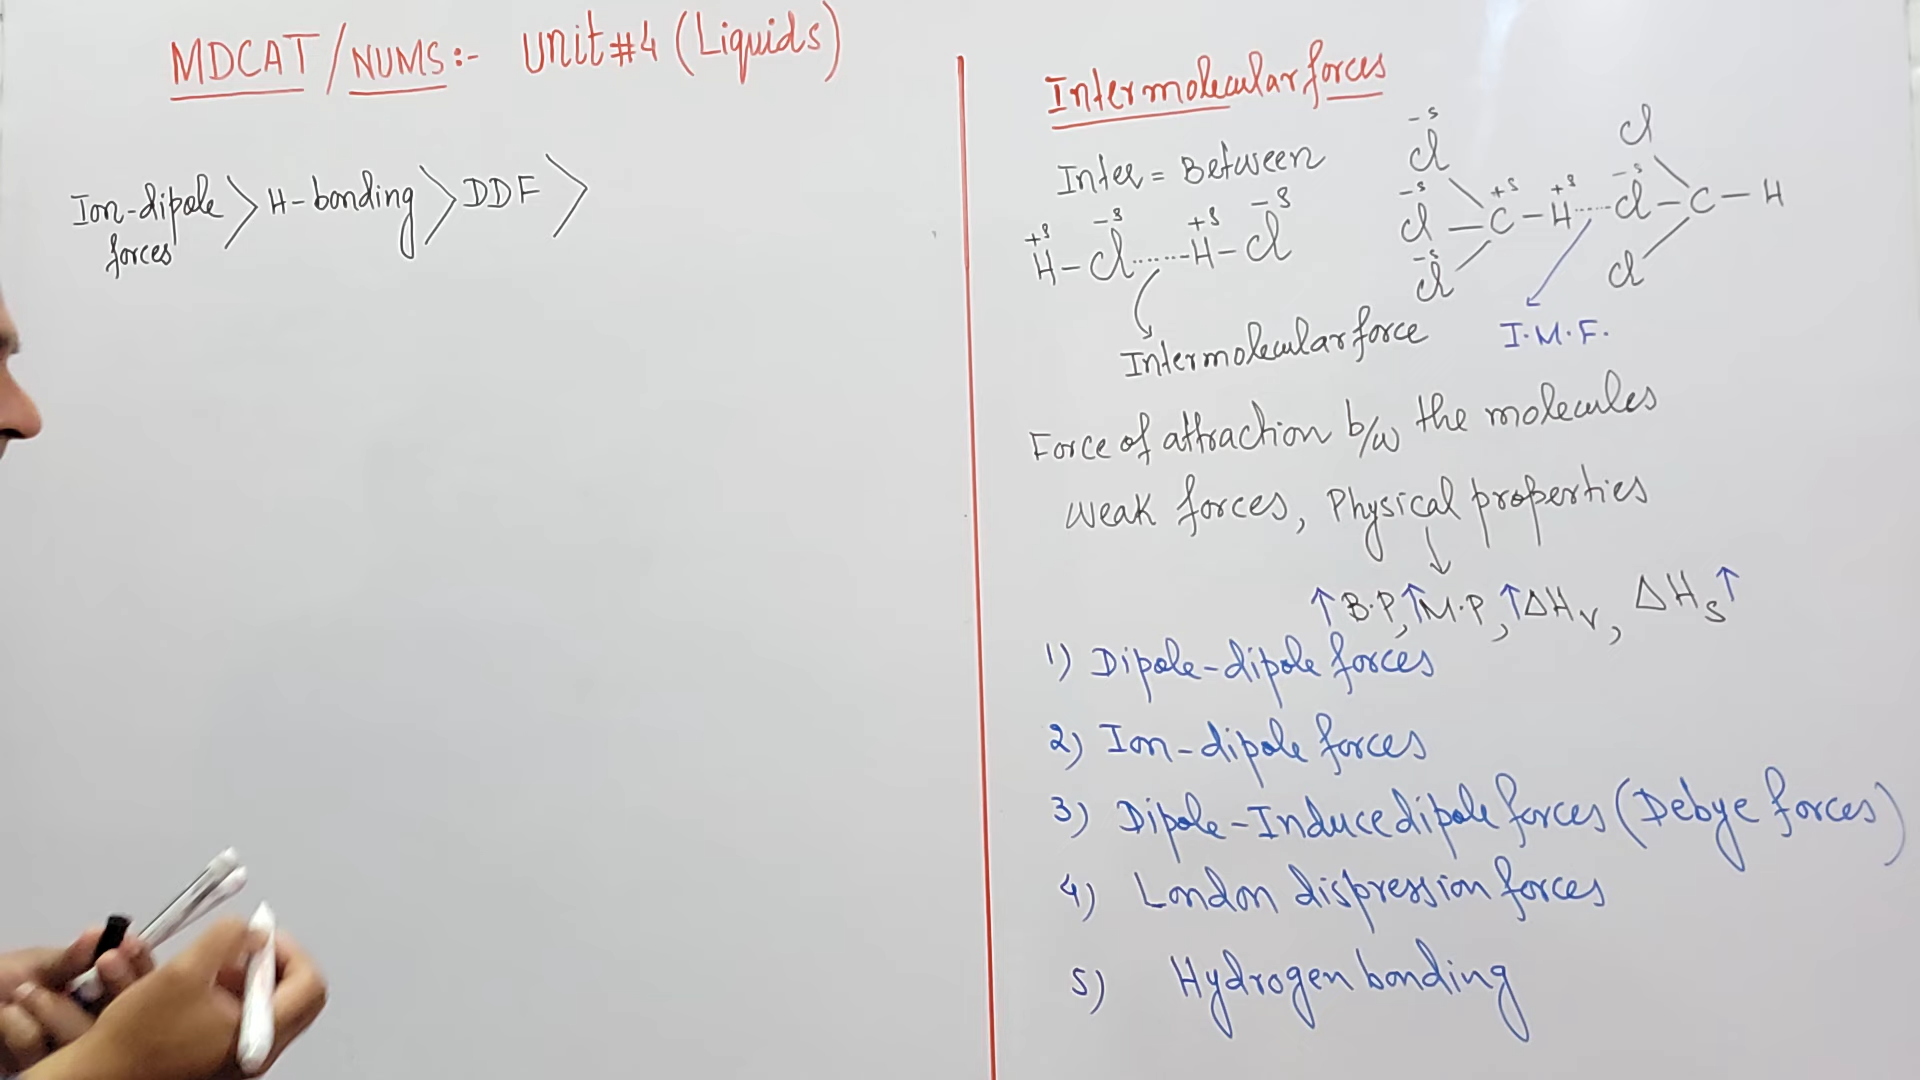 MDCAT/NUMS:- Unit#4 (Liquids)
Ion-dipole > H-bonding > DDF >
forces
Intermolecular forces
Inter = Between
+δ -δ +δ -δ
H-Cl......H-Cl
Intermolecular force
-δ
Cl Cl
-δ +δ +δ -δ
Cl-C-H......Cl-C-H
-δ
Cl Cl
I.M.F.
Force of attraction b/w the molecules
Weak forces, Physical properties
↓
↑B.P, ↑M.P, ↑ΔHv, ΔHs↑
1) Dipole-dipole forces
2) Ion-dipole forces
3) Dipole-Induce dipole forces (Debye forces)
4) London dispression forces
5) Hydrogen bonding